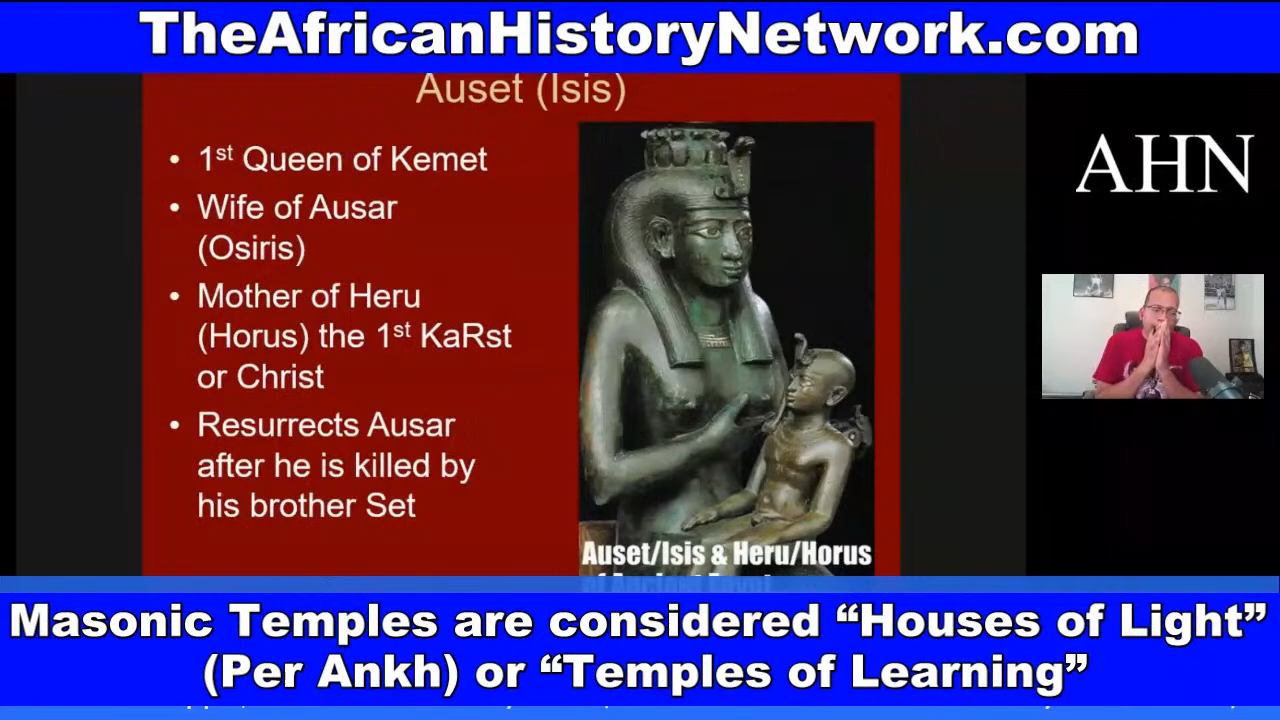 TheAfricanHistoryNetwork.com
Auset (Isis)
AHN
• 1st Queen of Kemet
• Wife of Ausar
(Osiris)
• Mother of Heru
(Horus) the 1st KaRst
or Christ
• Resurrects Ausar
after he is killed by
his brother Set
Auset/Isis & Heru/Horus
Masonic Temples are considered “Houses of Light”
(Per Ankh) or “Temples of Learning”